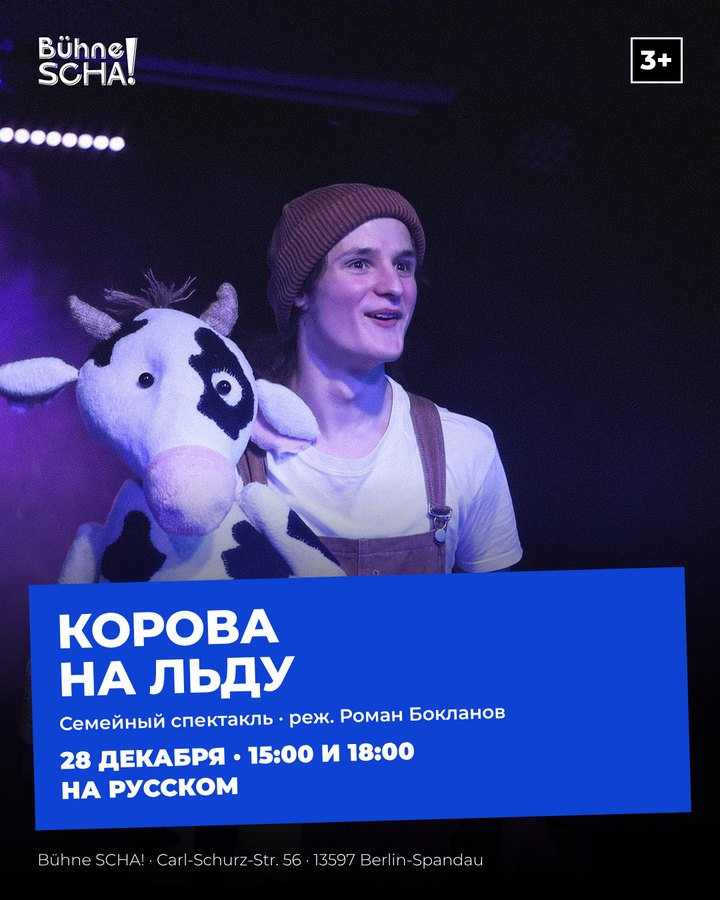 Bühne
SCHA!
3+
КОРОВА
НА ЛЬДУ
Семейный спектакль · реж. Роман Бокланов
28 ДЕКАБРЯ · 15:00 И 18:00
НА РУССКОМ
Bühne SCHA! · Carl-Schurz-Str. 56 · 13597 Berlin-Spandau